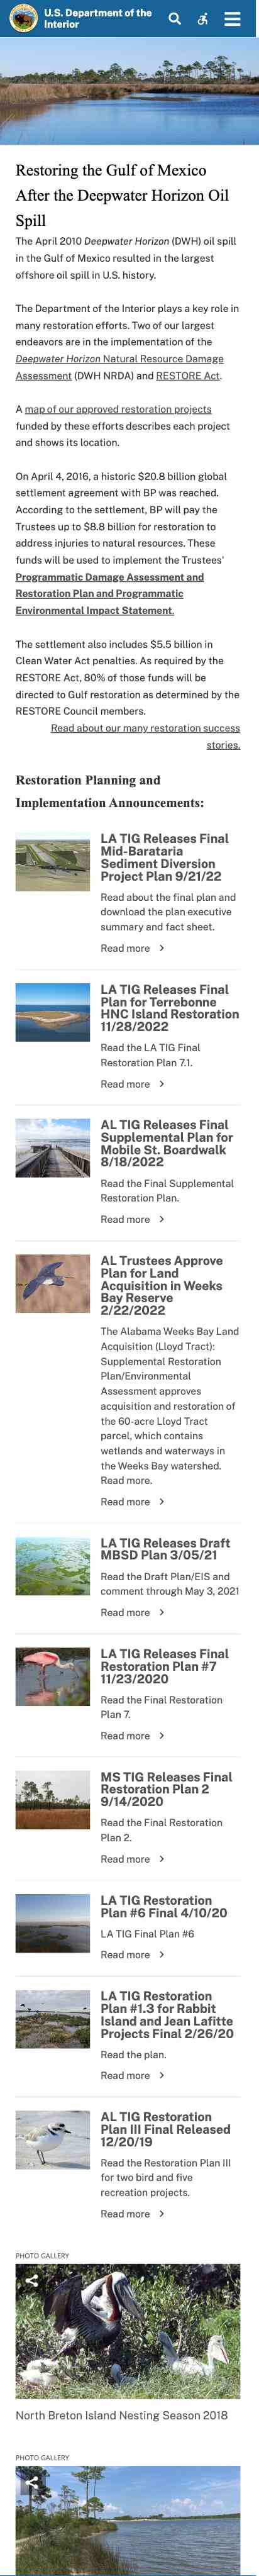 U.S. Department of the
Interior
Restoring the Gulf of Mexico
After the Deepwater Horizon Oil
Spill
The April 2010 Deepwater Horizon (DWH) oil spill
in the Gulf of Mexico resulted in the largest
offshore oil spill in U.S. history.
The Department of the Interior plays a key role in
many restoration efforts. Two of our largest
endeavors are in the implementation of the
Deepwater Horizon Natural Resource Damage
Assessment (DWH NRDA) and RESTORE Act.
A map of our approved restoration projects
funded by these efforts describes each project
and shows its location.
On April 4, 2016, a historic $20.8 billion global
settlement agreement with BP was reached.
According to the settlement, BP will pay the
Trustees up to $8.8 billion for restoration to
address injuries to natural resources. These
funds will be used to implement the Trustees'
Programmatic Damage Assessment and
Restoration Plan and Programmatic
Environmental Impact Statement.
The settlement also includes $5.5 billion in
Clean Water Act penalties. As required by the
RESTORE Act, 80% of those funds will be
directed to Gulf restoration as determined by the
RESTORE Council members.
Read about our many restoration success
stories.
Restoration Planning and
Implementation Announcements:
LA TIG Releases Final
Mid-Barataria
Sediment Diversion
Project Plan 9/21/22
Read about the final plan and
download the plan executive
summary and fact sheet.
Read more
LA TIG Releases Final
Plan for Terrebonne
HNC Island Restoration
11/28/2022
Read the LA TIG Final
Restoration Plan 7.1.
Read more
AL TIG Releases Final
Supplemental Plan for
Mobile St. Boardwalk
8/18/2022
Read the Final Supplemental
Restoration Plan.
Read more
AL Trustees Approve
Plan for Land
Acquisition in Weeks
Bay Reserve
2/22/2022
The Alabama Weeks Bay Land
Acquisition (Lloyd Tract):
Supplemental Restoration
Plan/Environmental
Assessment approves
acquisition and restoration of
the 60-acre Lloyd Tract
parcel, which contains
wetlands and waterways in
the Weeks Bay watershed.
Read more.
Read more
LA TIG Releases Draft
MBSD Plan 3/05/21
Read the Draft Plan/EIS and
comment through May 3, 2021
Read more
LA TIG Releases Final
Restoration Plan #7
11/23/2020
Read the Final Restoration
Plan 7.
Read more
MS TIG Releases Final
Restoration Plan 2
9/14/2020
Read the Final Restoration
Plan 2.
Read more
LA TIG Restoration
Plan #6 Final 4/10/20
LA TIG Final Plan #6
Read more
LA TIG Restoration
Plan #1.3 for Rabbit
Island and Jean Lafitte
Projects Final 2/26/20
Read the plan.
Read more
AL TIG Restoration
Plan III Final Released
12/20/19
Read the Restoration Plan III
for two bird and five
recreation projects.
Read more
PHOTO GALLERY
North Breton Island Nesting Season 2018
PHOTO GALLERY